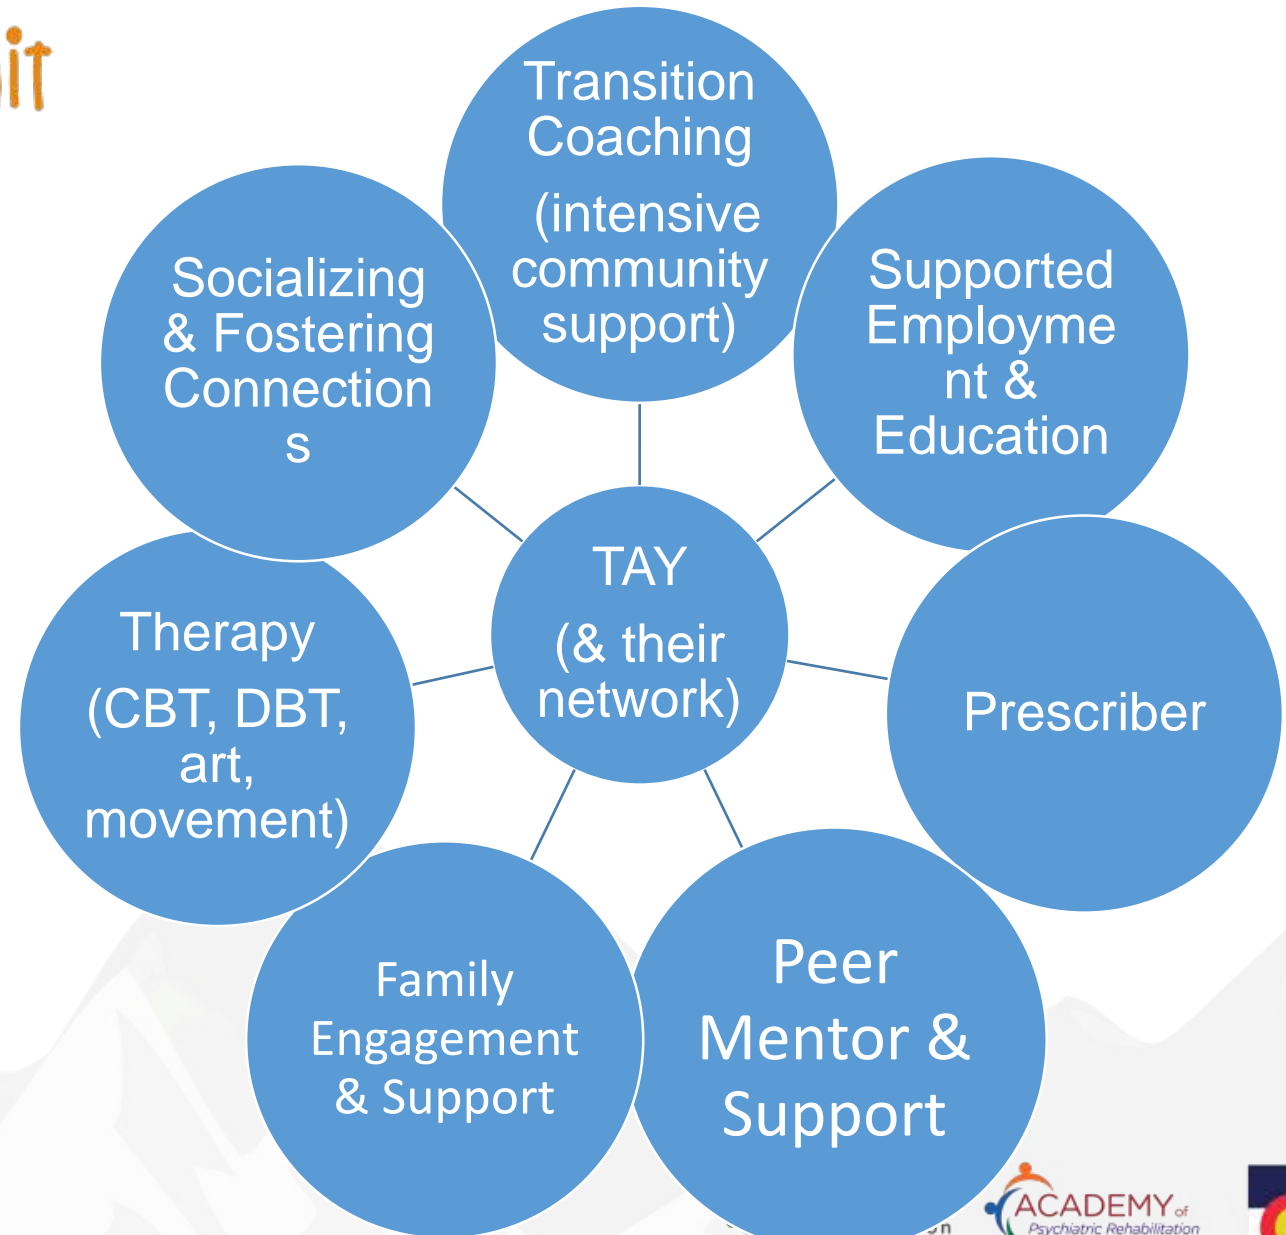 it
Transition
Coaching
(intensive
community
support)
Supported
Employme
nt &
Education
Prescriber
Peer
Mentor &
Support
Family
Engagement
& Support
Therapy
(CBT, DBT,
art,
movement)
Socializing
& Fostering
Connection
s
TAY
(& their
network)
ACADEMY of
Psychiatric Rehabilitation